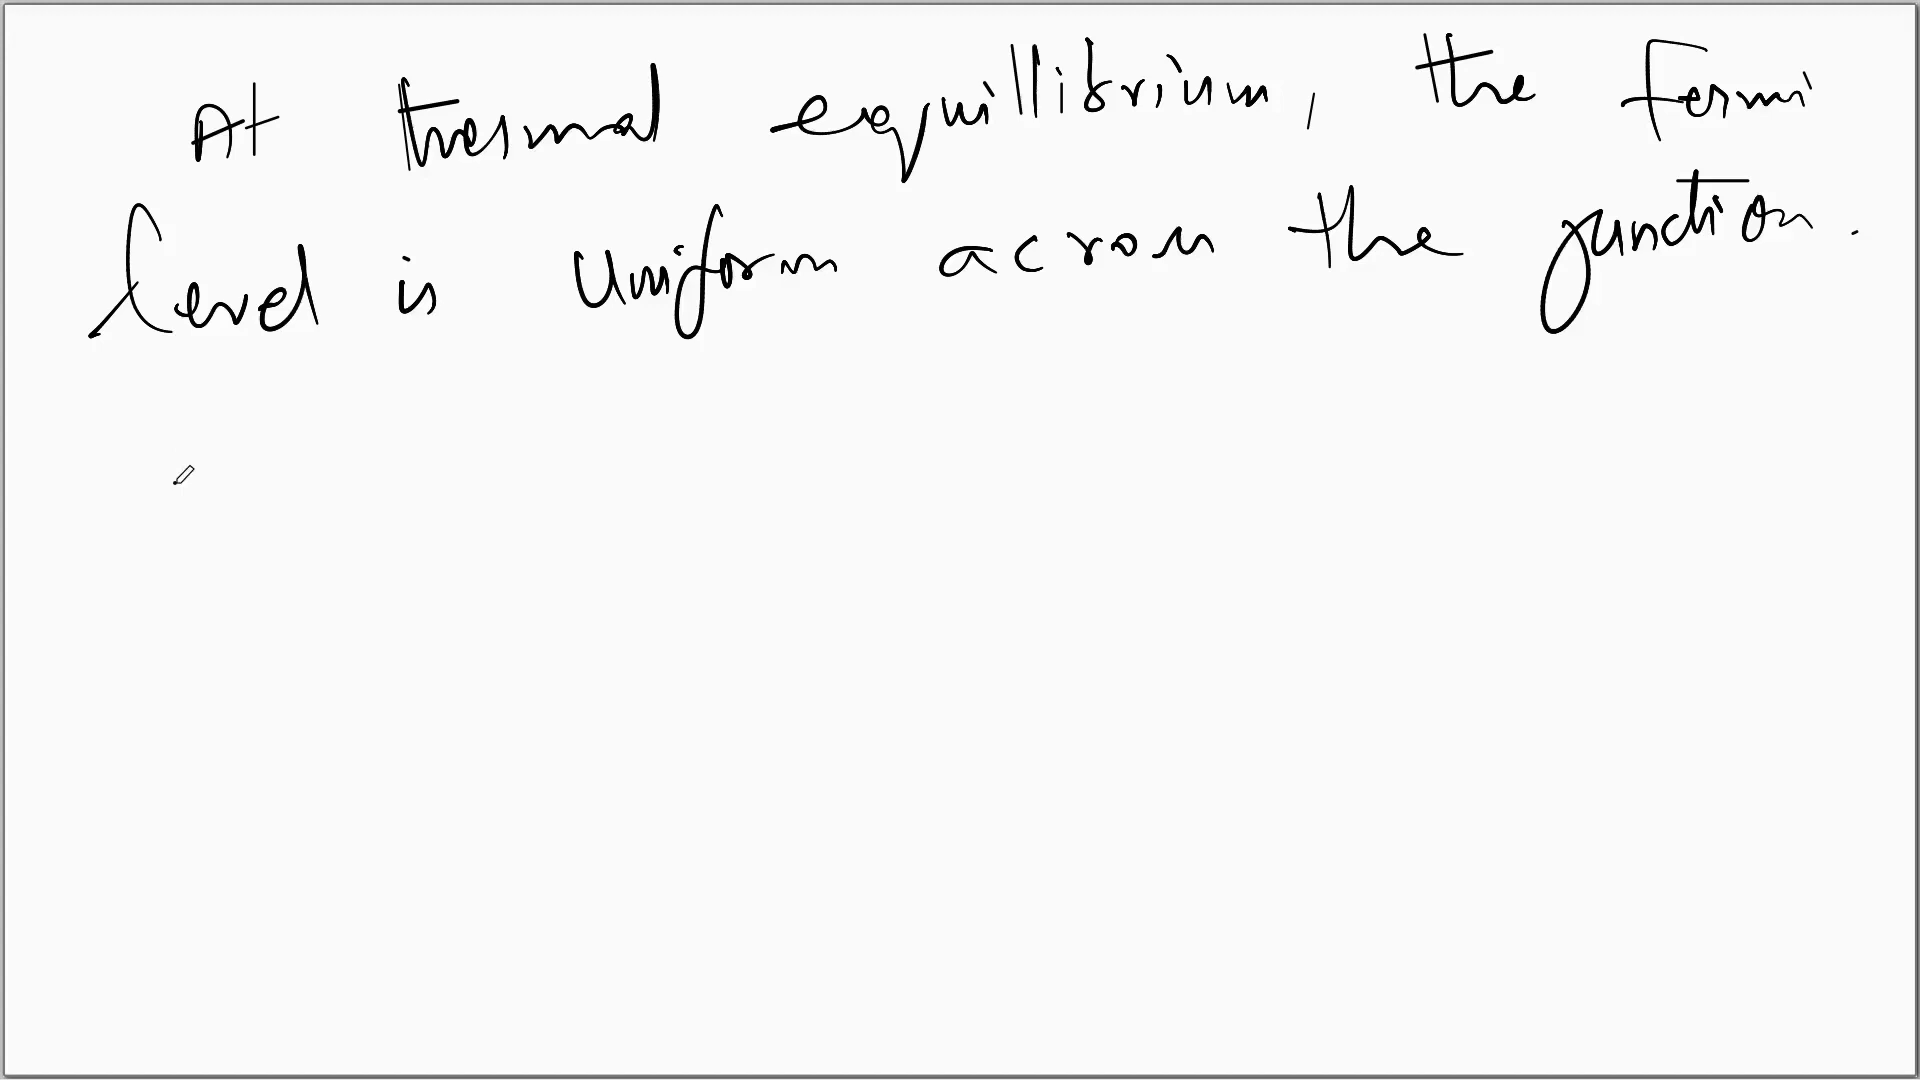 At thermal equillibrium, the Fermi
level is uniform across the junction.